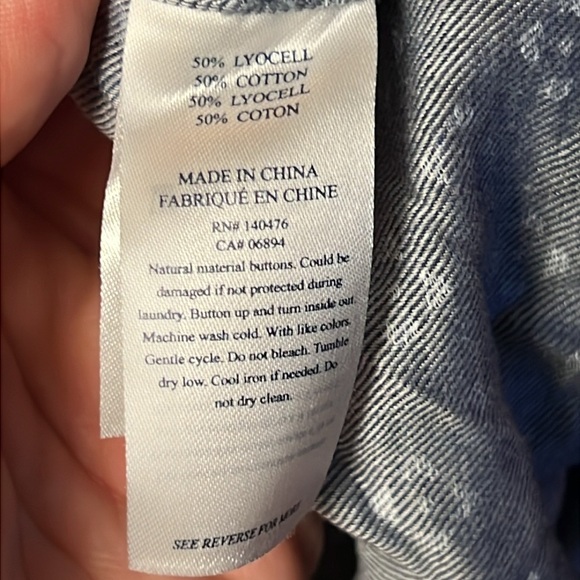 50% LYOCELL
50% COTTON
50% LYOCELL
50% COTON
MADE IN CHINA
FABRIQUÉ EN CHINE
RN# 140476
CA# 06894
Natural material buttons. Could be
damaged if not protected during
laundry. Button up and turn inside out.
Machine wash cold. With like colors.
Gentle cycle. Do not bleach. Tumble
dry low. Cool iron if needed. Do
not dry clean.
SEE REVERSE FOR MORE